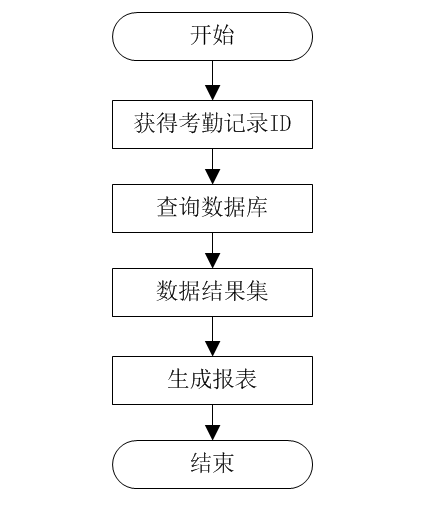 开始
获得考勤记录ID
查询数据库
数据结果集
生成报表
结束